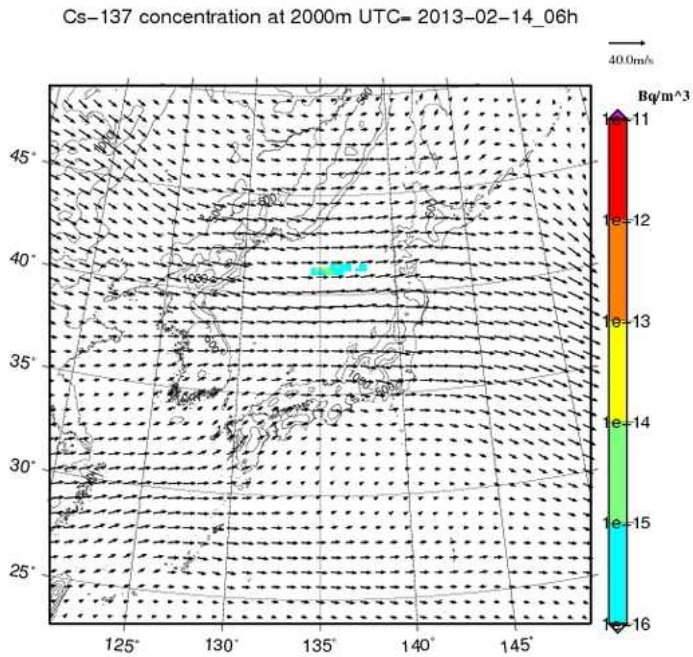 Cs-137 concentration at 2000m UTC= 2013-02-14_06h
40.0m/s
Bq/m^3
1e-11
45°
1e-12
40°
1000
1e-13
35°
1e-14
30°
1e-15
25°
1e-16
125° 130° 135° 140° 145°